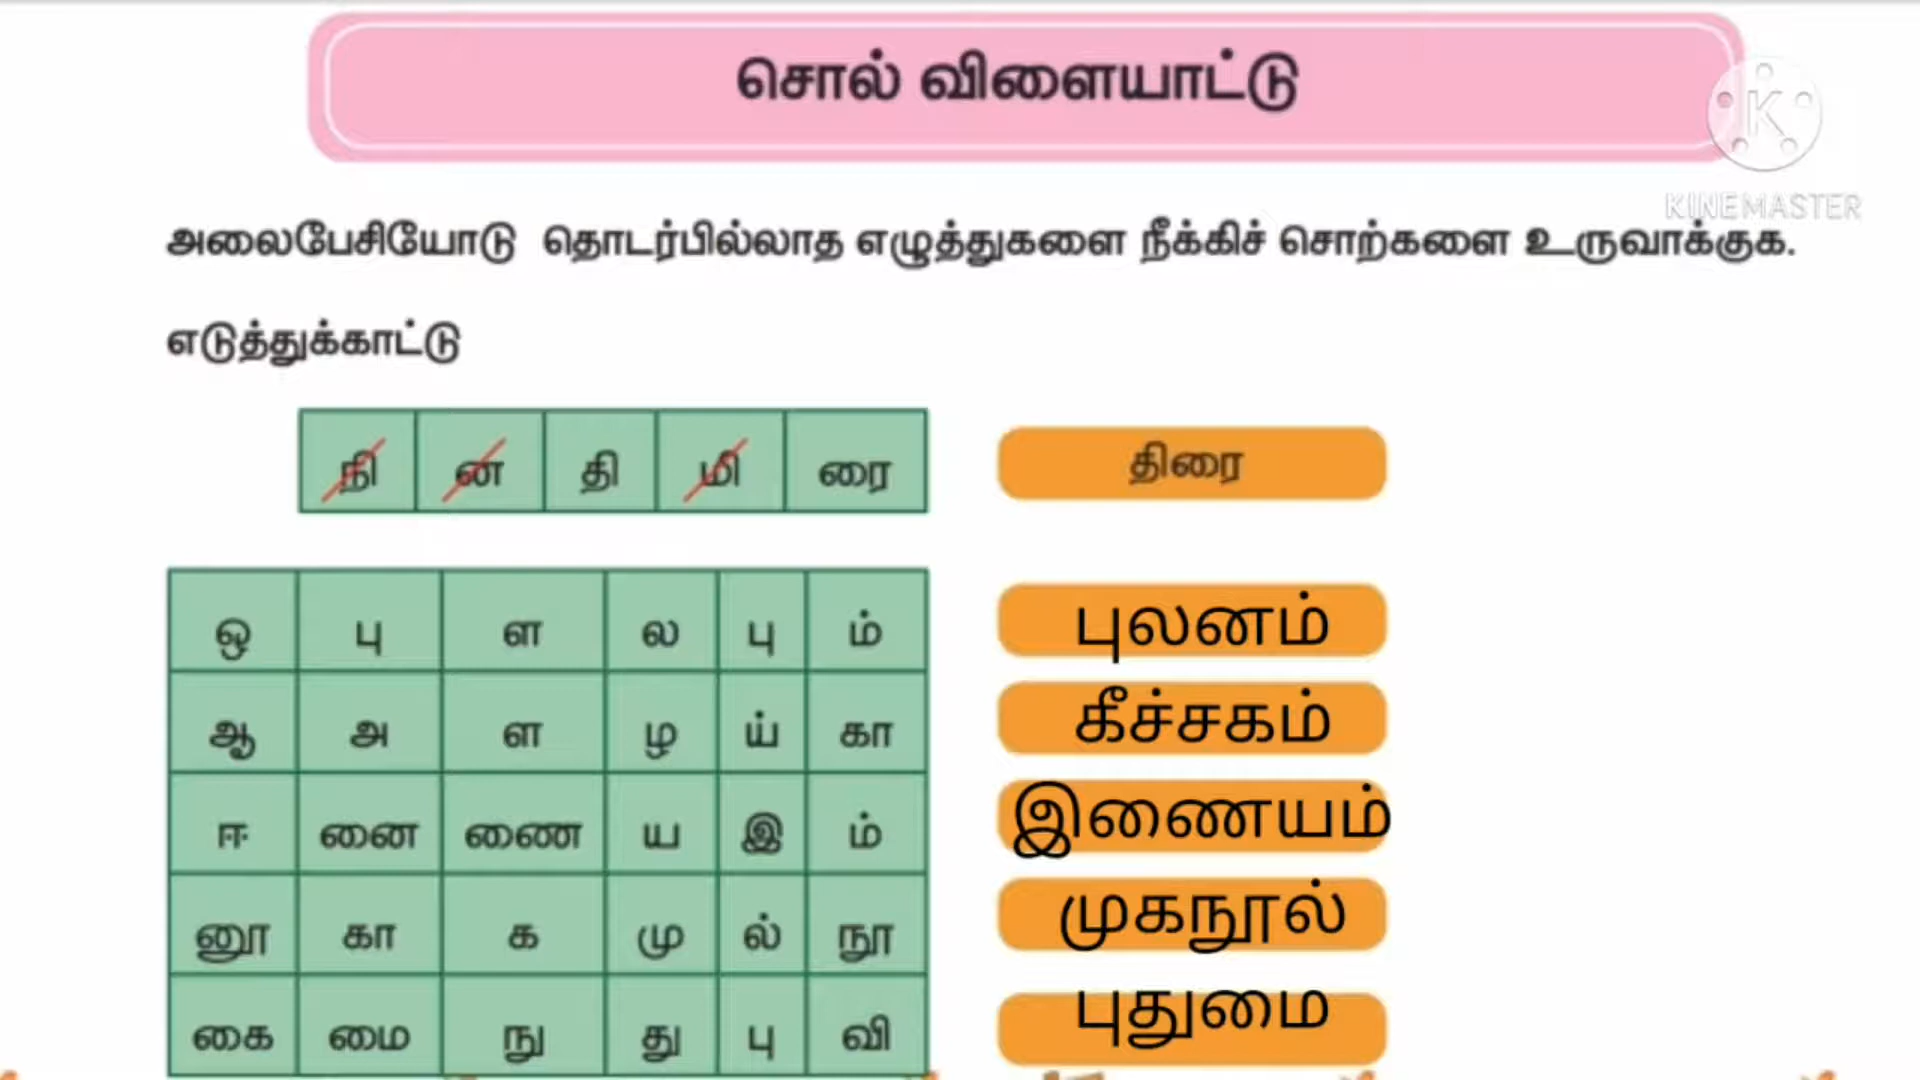 சொல் விளையாட்டு
KINEMASTER
அலைபேசியோடு தொடர்பில்லாத எழுத்துகளை நீக்கிச் சொற்களை உருவாக்குக.
எடுத்துக்காட்டு
நி ன தி மி ரை திரை
ஒ பு ள ல பு ம் புலனம்
ஆ அ ள ழ ய் கா கீச்சகம்
ஈ னை ணை ய இ ம் இணையம்
னூ கா க மு ல் நூ முகநூல்
கை மை நு து பு வி புதுமை